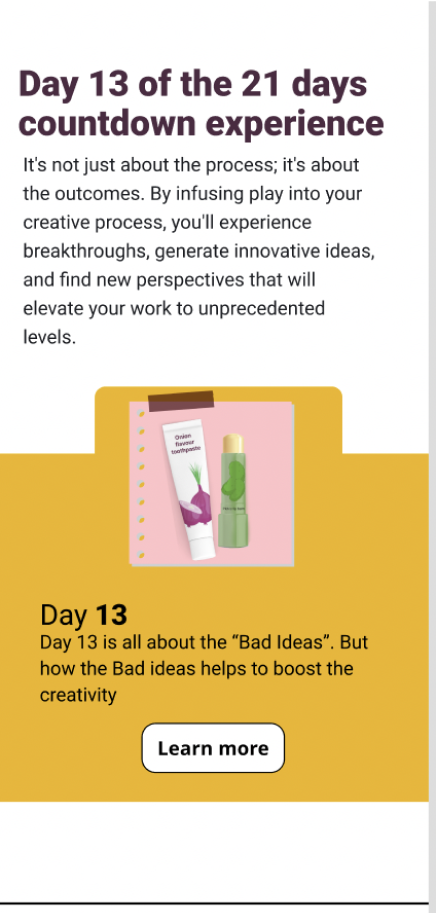 Day 13 of the 21 days
countdown experience
It's not just about the process; it's about
the outcomes. By infusing play into your
creative process, you'll experience
breakthroughs, generate innovative ideas,
and find new perspectives that will
elevate your work to unprecedented
levels.
Onion
flavour
toothpaste
Day 13
Day 13 is all about the “Bad Ideas”. But
how the Bad ideas helps to boost the
creativity
Learn more